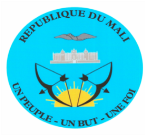 REPUBLIQUE DU MALI
UN PEUPLE - UN BUT - UNE FOI